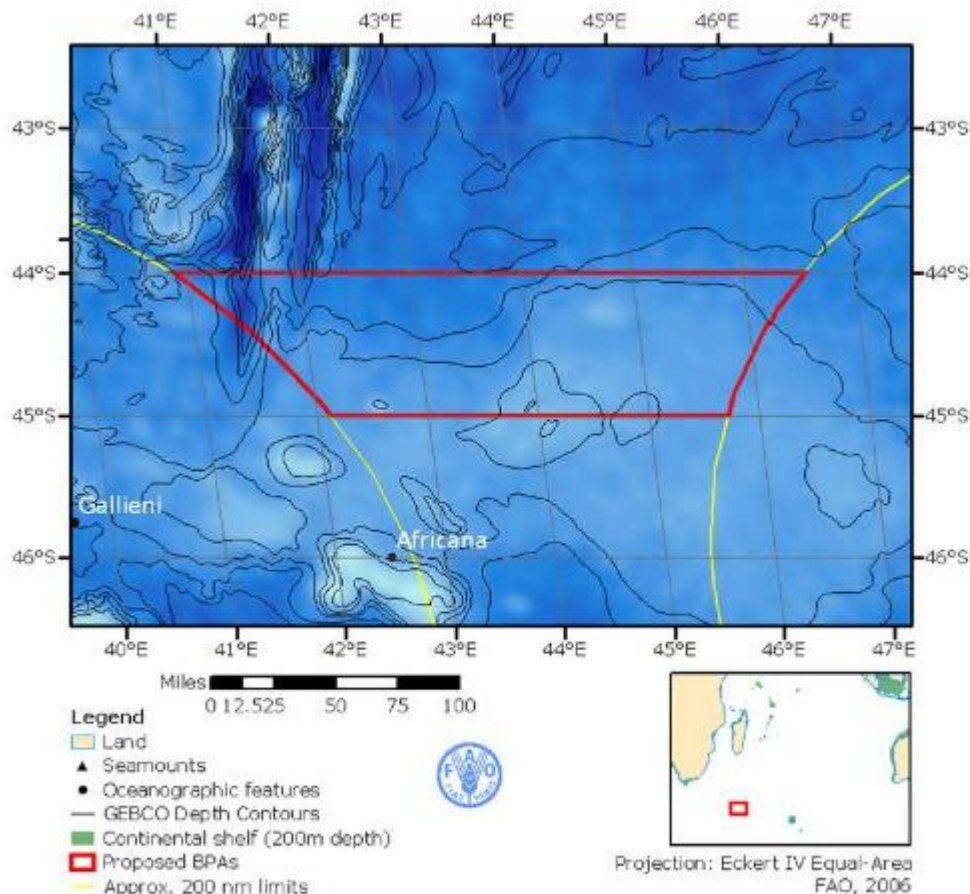 41°E 42°E 43°E 44°E 45°E 46°E 47°E
43°S 43°S
44°S 44°S
45°S 45°S
Gallieni
Africana
46°S 46°S
40°E 41°E 42°E 43°E 44°E 45°E 46°E 47°E
Miles
0 12.525 50 75 100
Legend
Land
Seamounts
Oceanographic features
GEBCO Depth Contours
Continental shelf (200m depth)
Proposed BPAs
Approx. 200 nm limits
F A O
FIAT PANIS
Projection: Eckert IV Equal-Area
FAO, 2006